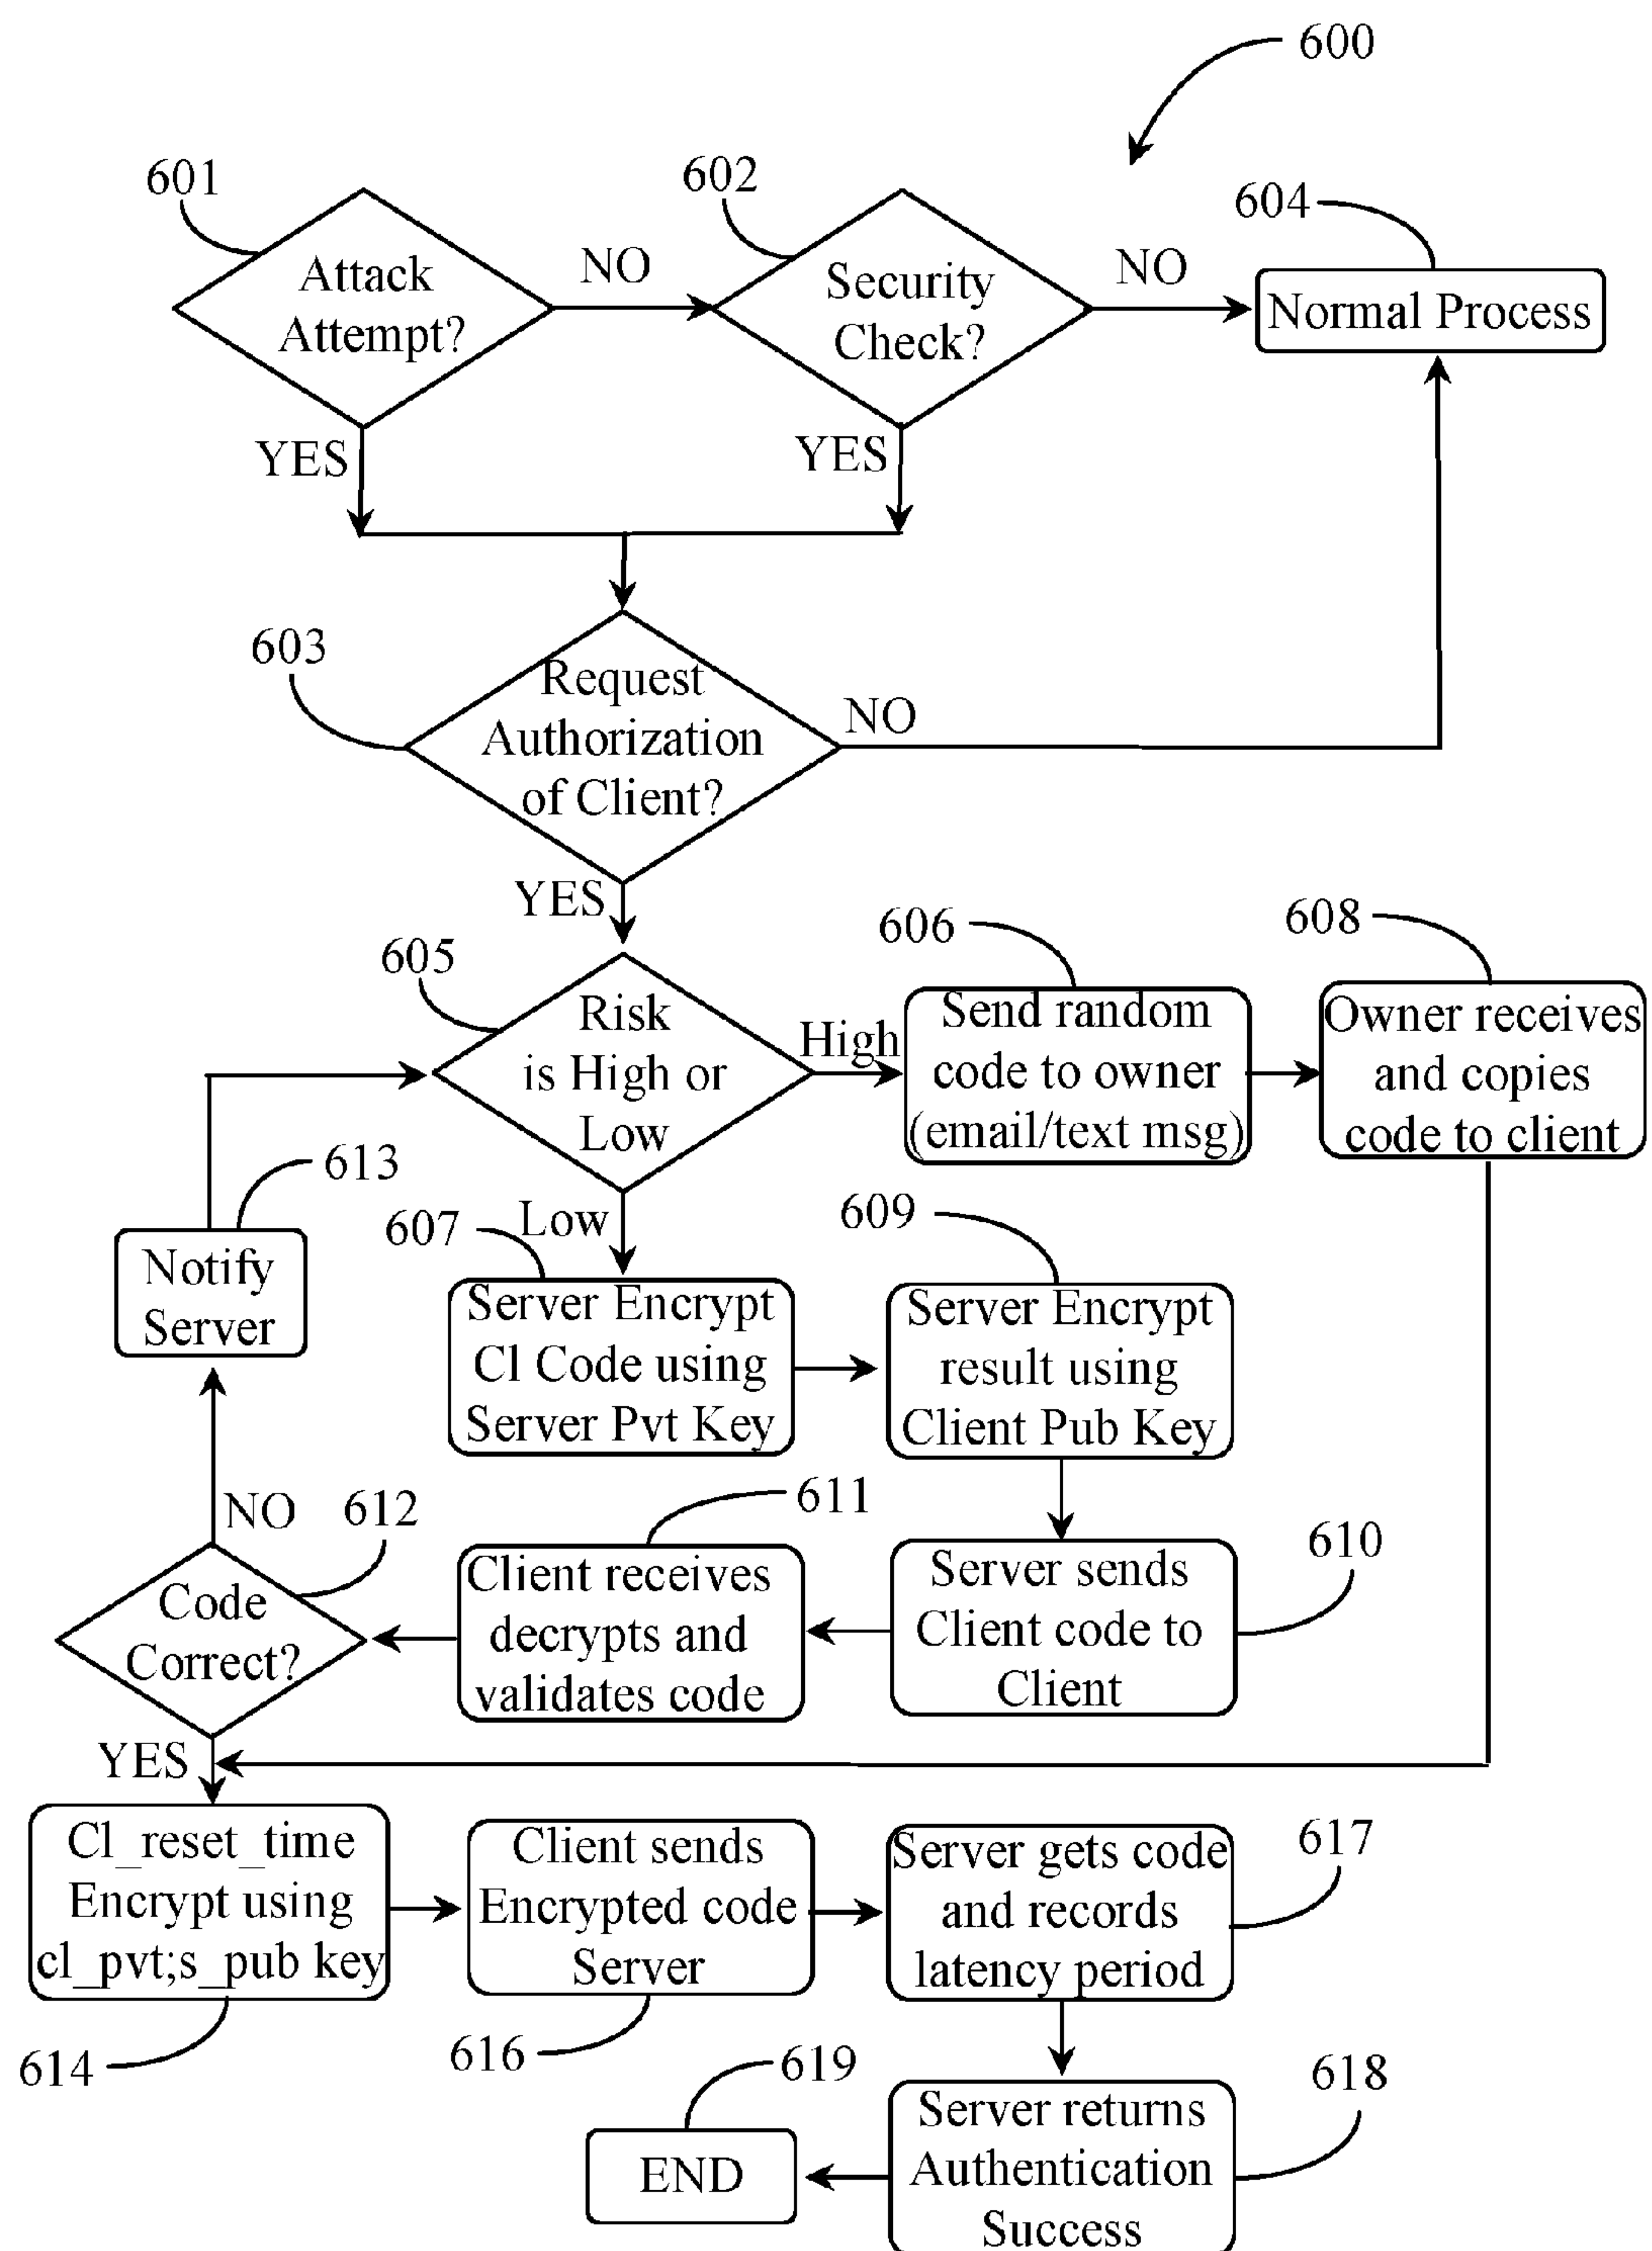 600
601
602
604
Attack
Attempt?
NO
Security
Check?
NO
Normal Process
YES
YES
603
Request
Authorization
of Client?
NO
YES
605
606
608
Risk
is High or
Low
High
Send random
code to owner
(email/text msg)
Owner receives
and copies
code to client
613
Notify
Server
607
Low
609
Server Encrypt
Cl Code using
Server Pvt Key
Server Encrypt
result using
Client Pub Key
NO
612
611
610
Code
Correct?
Client receives
decrypts and
validates code
Server sends
Client code to
Client
YES
Cl_reset_time
Encrypt using
cl_pvt;s_pub key
Client sends
Encrypted code
Server
Server gets code
and records
latency period
617
614
616
619
618
END
Server returns
Authentication
Success